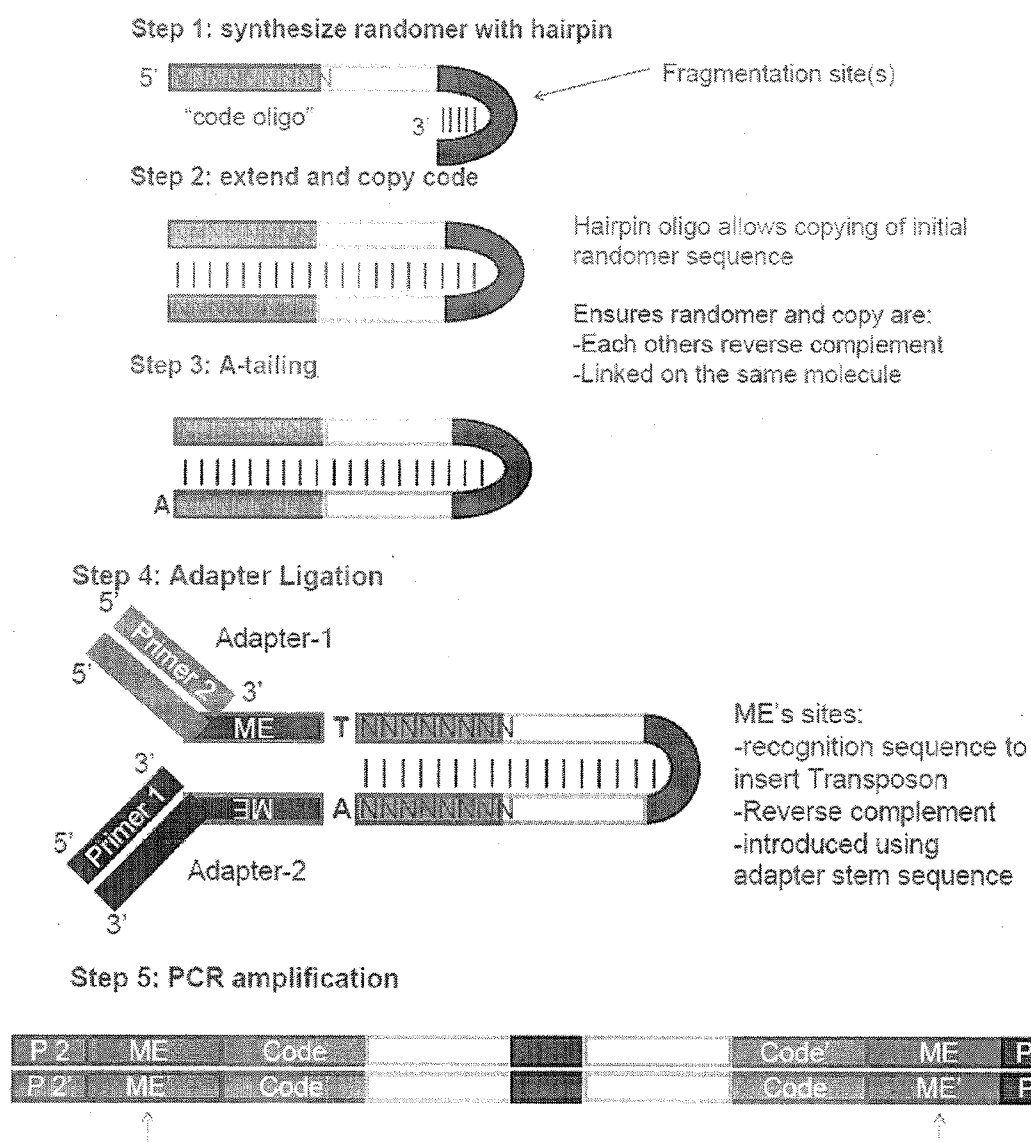 Step 1: synthesize randomer with hairpin
5'
Fragmentation site(s)
"code oligo"
3'
Step 2: extend and copy code
Hairpin oligo allows copying of initial
randomer sequence
Ensures randomer and copy are:
-Each others reverse complement
-Linked on the same molecule
Step 3: A-tailing
A
Step 4: Adapter Ligation
5'
Primer 2
Adapter-1
5'
3'
ME
T
NNNNNNNNN
ME's sites:
-recognition sequence to
insert Transposon
-Reverse complement
-introduced using
adapter stem sequence
3'
Primer 1
ME
A
NNNNNNNNN
5'
Adapter-2
3'
Step 5: PCR amplification
P 2 ME Code Code' ME P
P 2' ME' Code Code ME' P